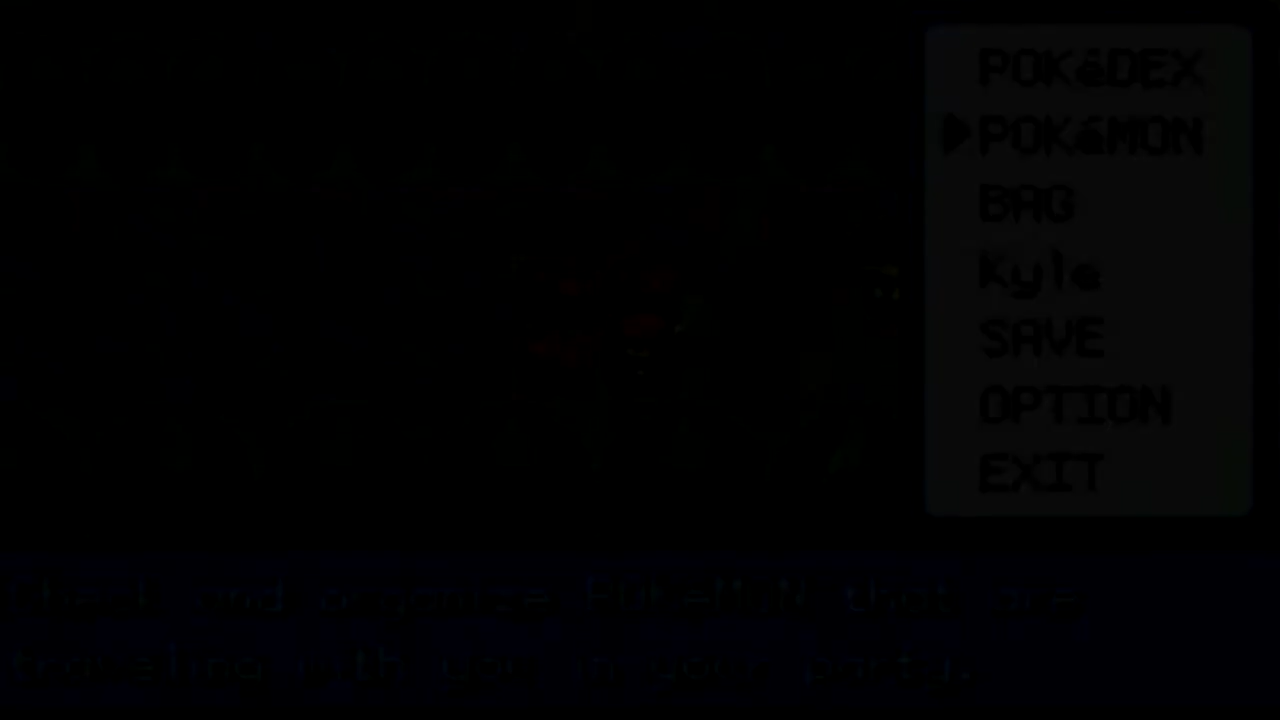 POKéDEX
POKéMON
BAG
Kyle
SAVE
OPTION
EXIT
Check and organize POKéMON that are
traveling with you in your party.